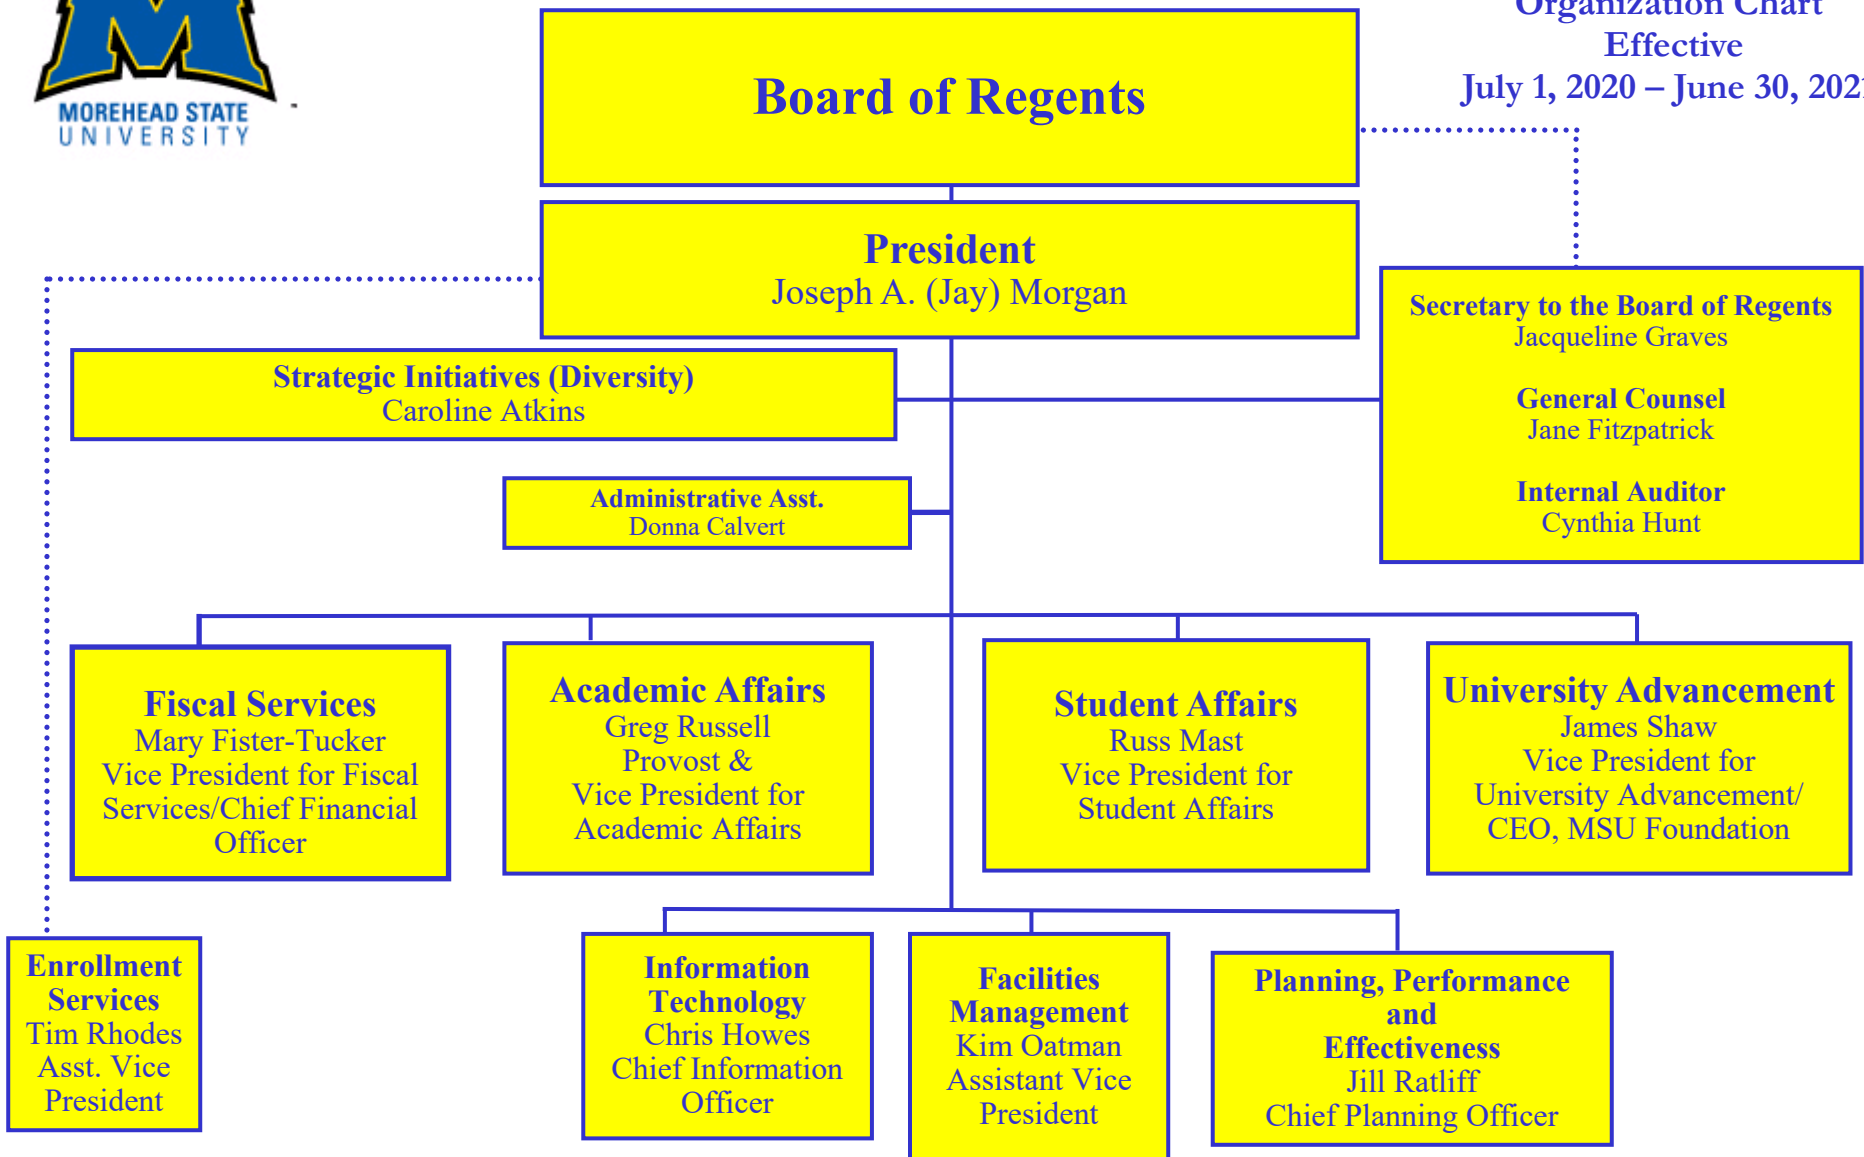 MOREHEAD STATE
UNIVERSITY
Organization Chart
Effective
July 1, 2020 – June 30, 2021
Board of Regents
President
Joseph A. (Jay) Morgan
Secretary to the Board of Regents
Jacqueline Graves
General Counsel
Jane Fitzpatrick
Internal Auditor
Cynthia Hunt
Strategic Initiatives (Diversity)
Caroline Atkins
Administrative Asst.
Donna Calvert
Fiscal Services
Mary Fister-Tucker
Vice President for Fiscal
Services/Chief Financial
Officer
Academic Affairs
Greg Russell
Provost &
Vice President for
Academic Affairs
Student Affairs
Russ Mast
Vice President for
Student Affairs
University Advancement
James Shaw
Vice President for
University Advancement/
CEO, MSU Foundation
Enrollment
Services
Tim Rhodes
Asst. Vice
President
Information
Technology
Chris Howes
Chief Information
Officer
Facilities
Management
Kim Oatman
Assistant Vice
President
Planning, Performance
and
Effectiveness
Jill Ratliff
Chief Planning Officer